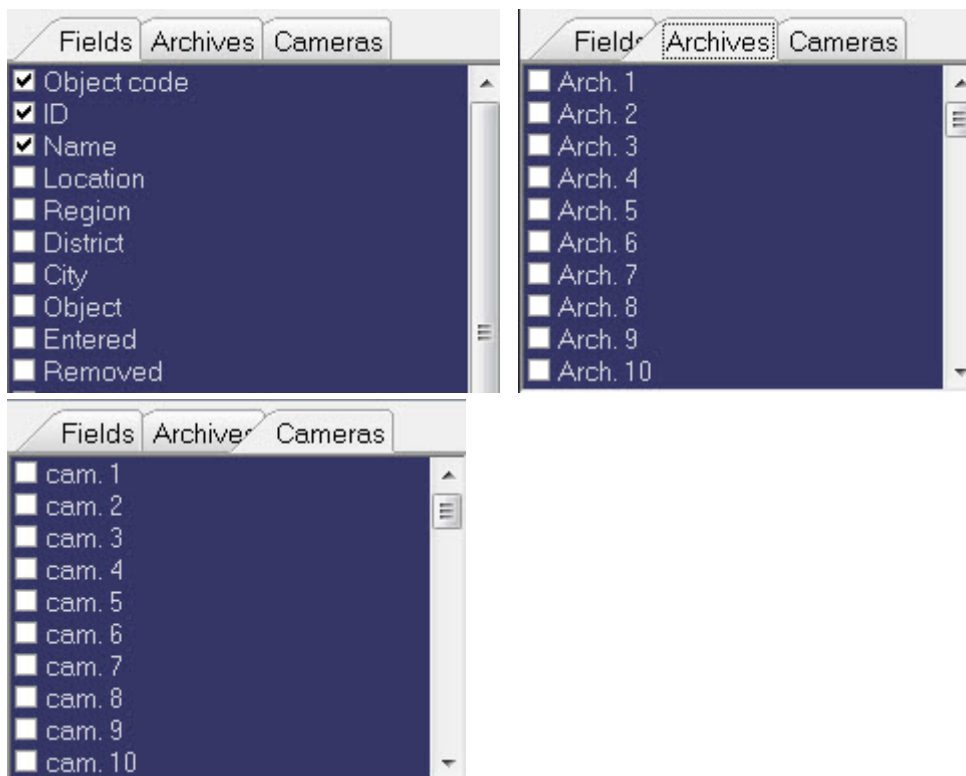 Fields Archives Cameras
Object code
ID
Name
Location
Region
District
City
Object
Entered
Removed
Field Archives Cameras
Arch. 1
Arch. 2
Arch. 3
Arch. 4
Arch. 5
Arch. 6
Arch. 7
Arch. 8
Arch. 9
Arch. 10
Fields Archive Cameras
cam. 1
cam. 2
cam. 3
cam. 4
cam. 5
cam. 6
cam. 7
cam. 8
cam. 9
cam. 10